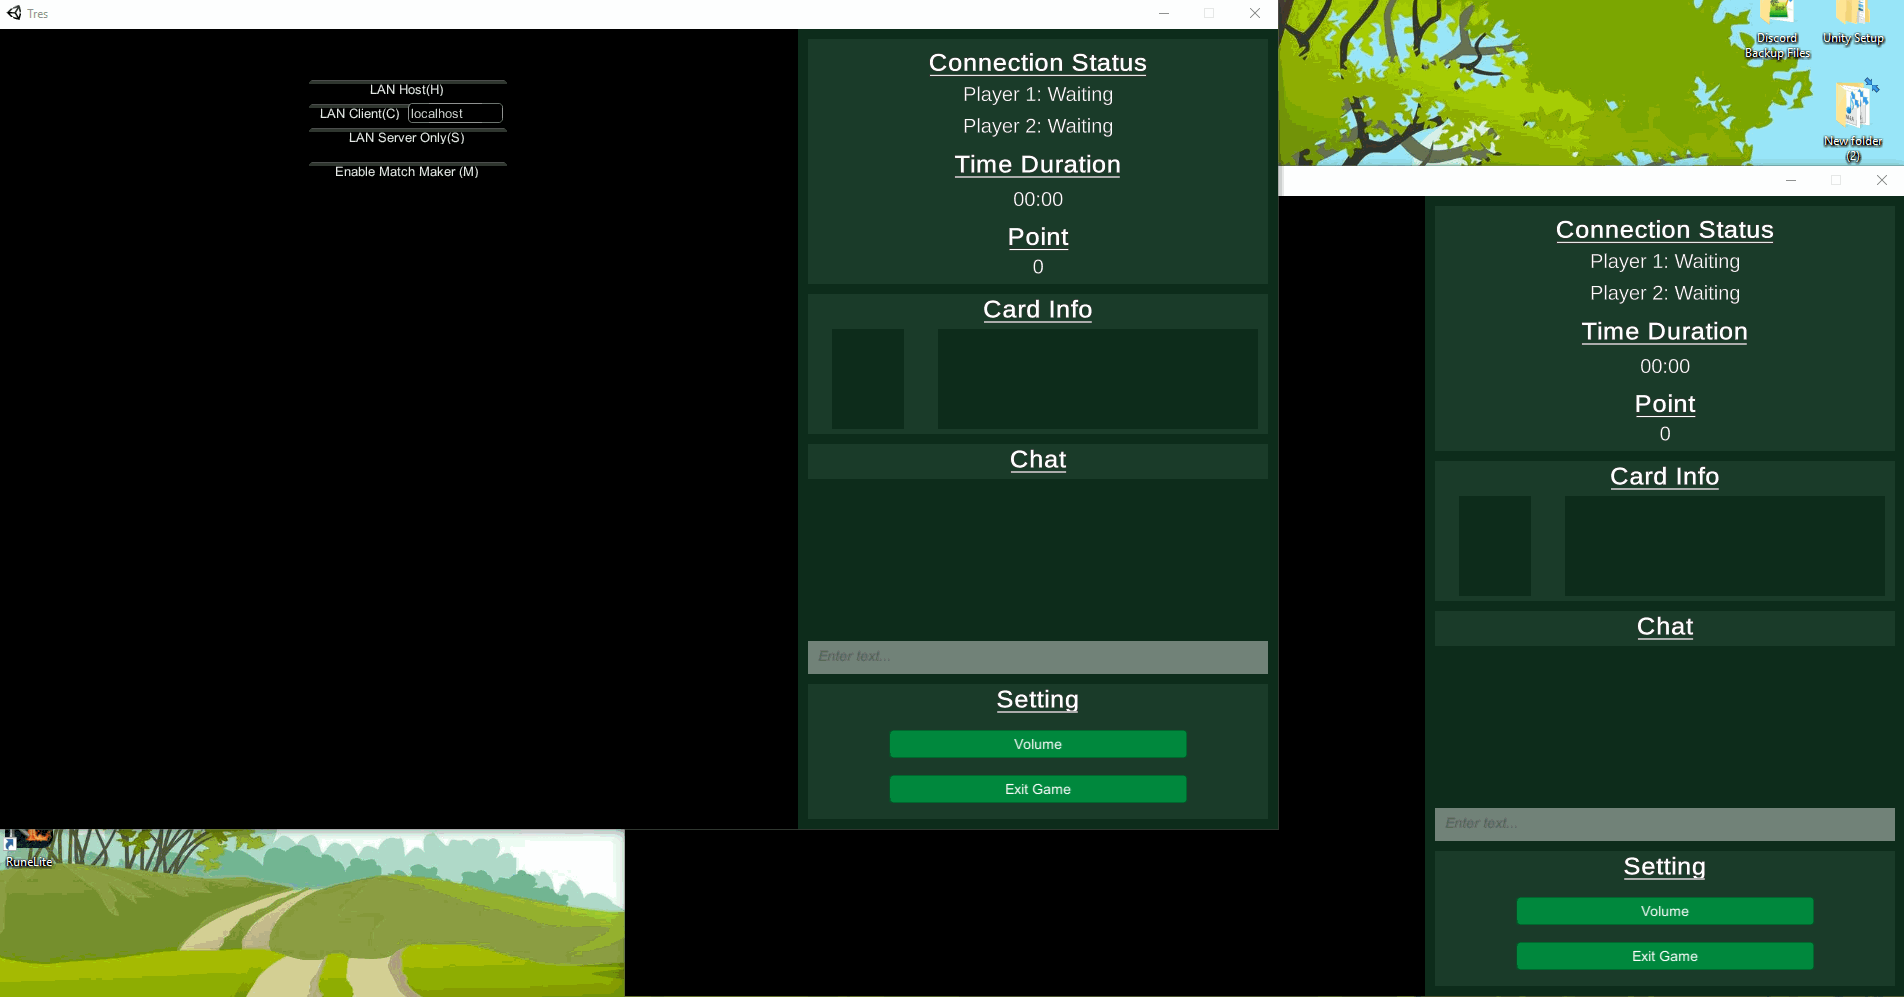 Tres
LAN Host(H)
LAN Client(C) localhost
LAN Server Only(S)
Enable Match Maker (M)
Connection Status
Player 1: Waiting
Player 2: Waiting
Time Duration
00:00
Point
0
Card Info
Chat
Enter text...
Setting
Volume
Exit Game
Discord
Backup Files
Unity Setup
New folder
(2)
Connection Status
Player 1: Waiting
Player 2: Waiting
Time Duration
00:00
Point
0
Card Info
Chat
Enter text...
Setting
Volume
Exit Game
RuneLite